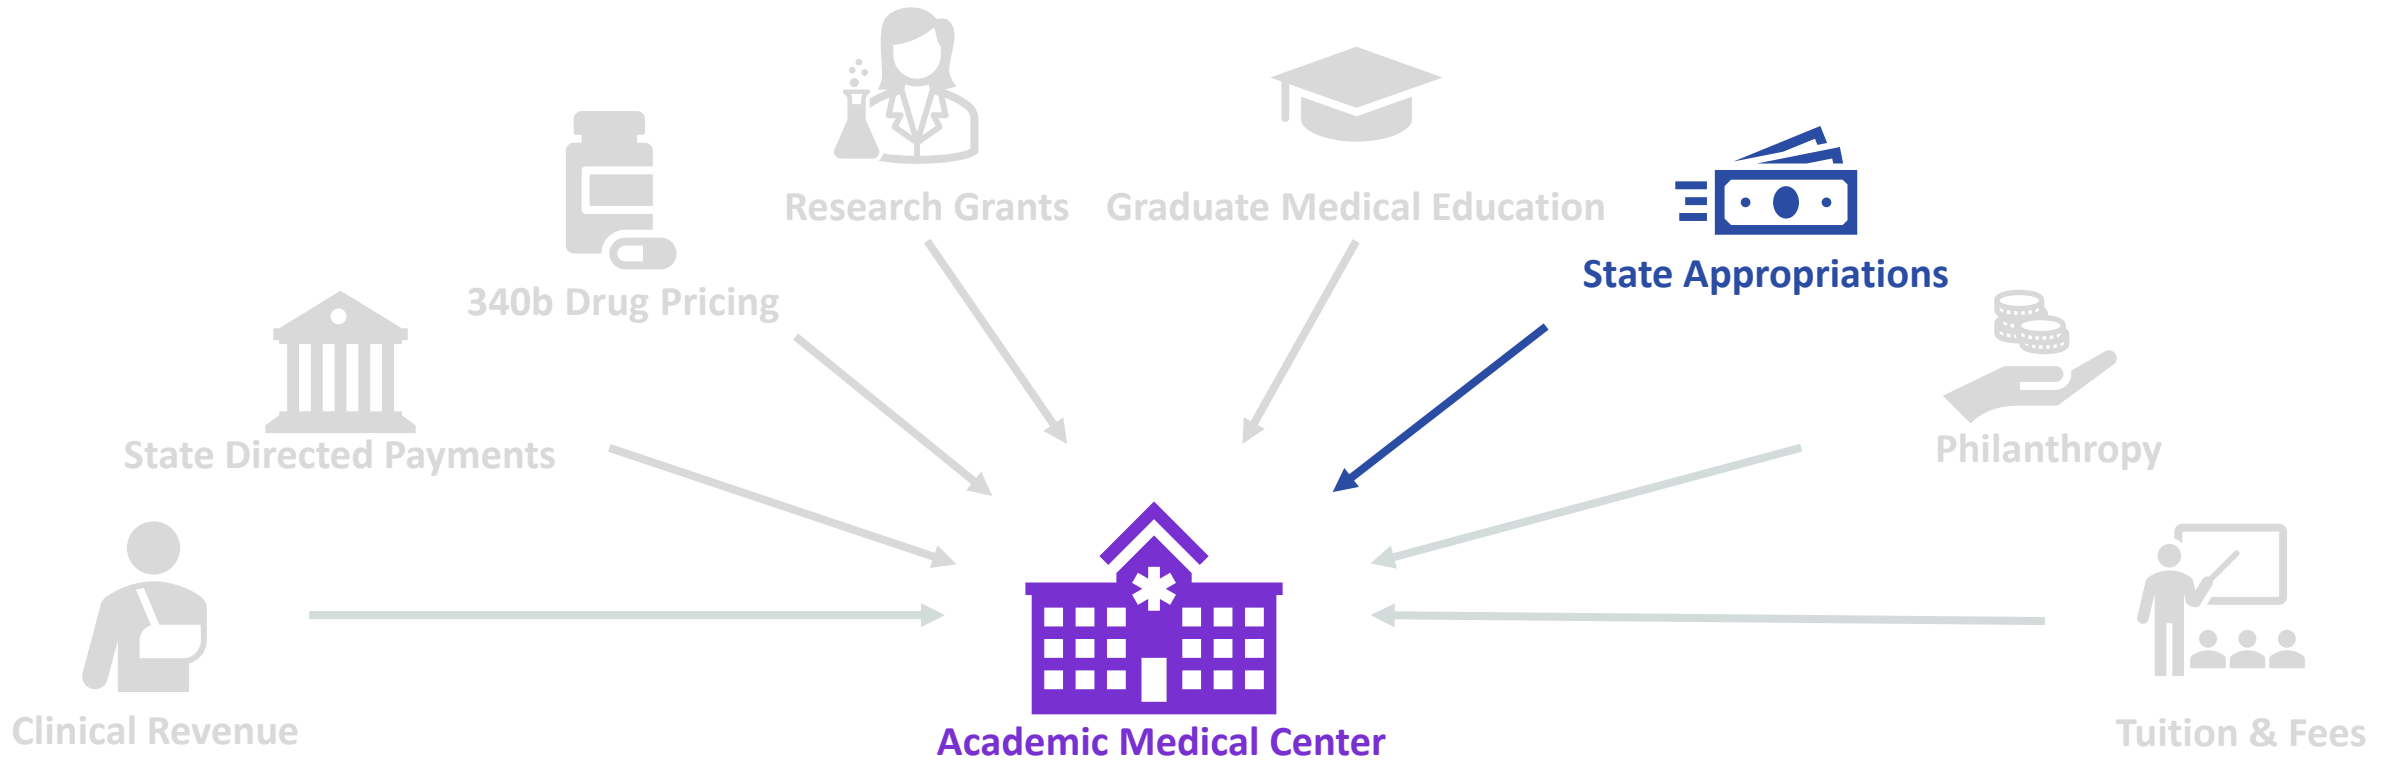 Research Grants
Graduate Medical Education
State Appropriations
340b Drug Pricing
State Directed Payments
Philanthropy
Clinical Revenue
Academic Medical Center
Tuition & Fees